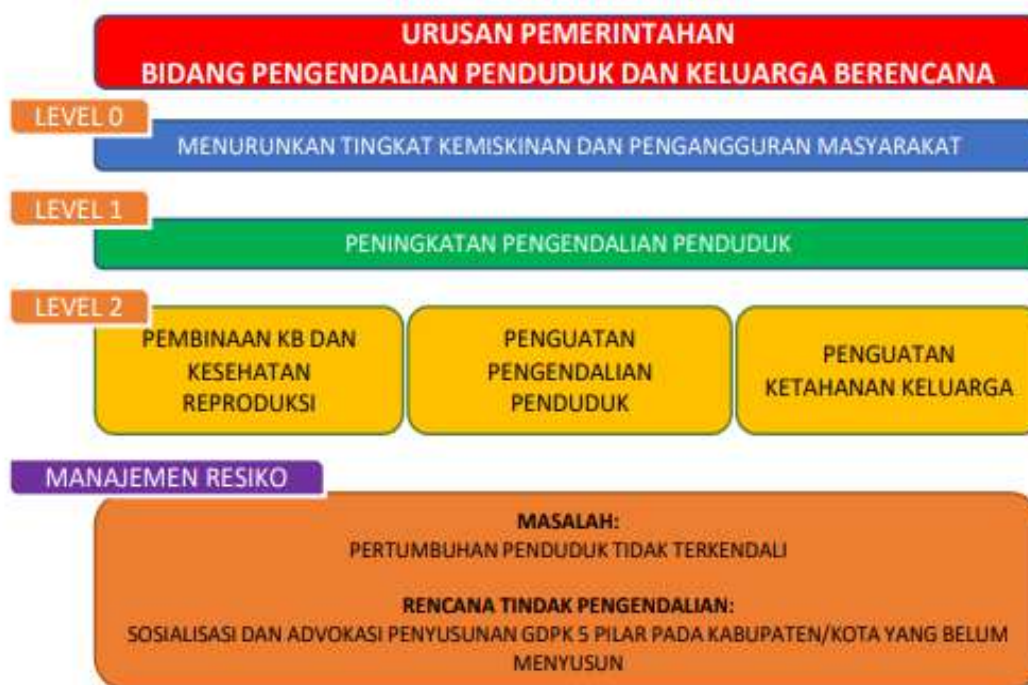 URUSAN PEMERINTAHAN
BIDANG PENGENDALIAN PENDUDUK DAN KELUARGA BERENCANA
LEVEL 0
MENURUNKAN TINGKAT KEMISKINAN DAN PENGANGGURAN MASYARAKAT
LEVEL 1
PENINGKATAN PENGENDALIAN PENDUDUK
LEVEL 2
PEMBINAAN KB DAN
KESEHATAN
REPRODUKSI
PENGUATAN
PENGENDALIAN
PENDUDUK
PENGUATAN
KETAHANAN KELUARGA
MANAJEMEN RESIKO
MASALAH:
PERTUMBUHAN PENDUDUK TIDAK TERKENDALI
RENCANA TINDAK PENGENDALIAN:
SOSIALISASI DAN ADVOKASI PENYUSUNAN GDPK 5 PILAR PADA KABUPATEN/KOTA YANG BELUM
MENYUSUN